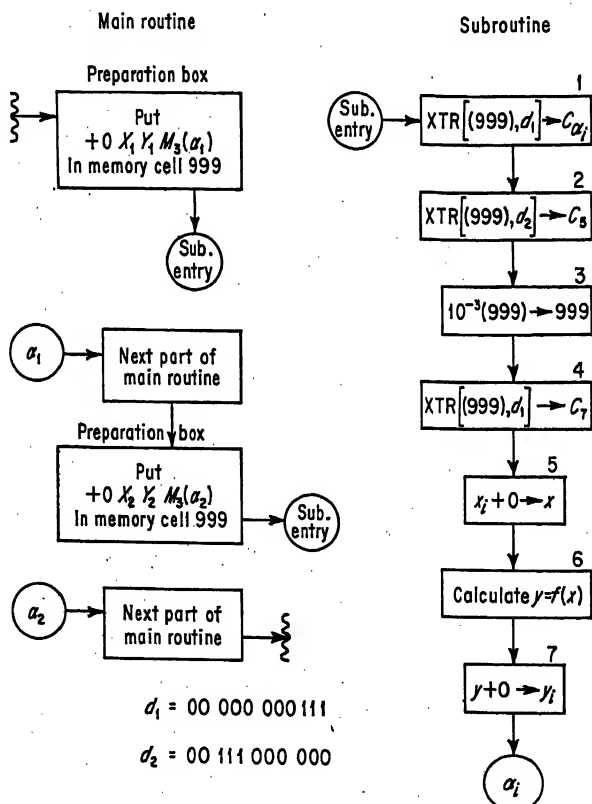 Main routine
Preparation box
Put
+0 X₁ Y₁ M₃(α₁)
In memory cell 999
Sub.
entry
α₁
Next part of
main routine
Preparation box
Put
+0 X₂ Y₂ M₃(α₂)
In memory cell 999
Sub.
entry
α₂
Next part of
main routine
d₁ = 00 000 000 111
d₂ = 00 111 000 000
Subroutine
Sub.
entry
1
XTR[(999),d₁]→C_αᵢ
2
XTR[(999),d₂]→C₅
3
10⁻³(999)→999
4
XTR[(999),d₁]→C₇
5
xᵢ+0→x
6
Calculate y=f(x)
7
y+0→yᵢ
αᵢ